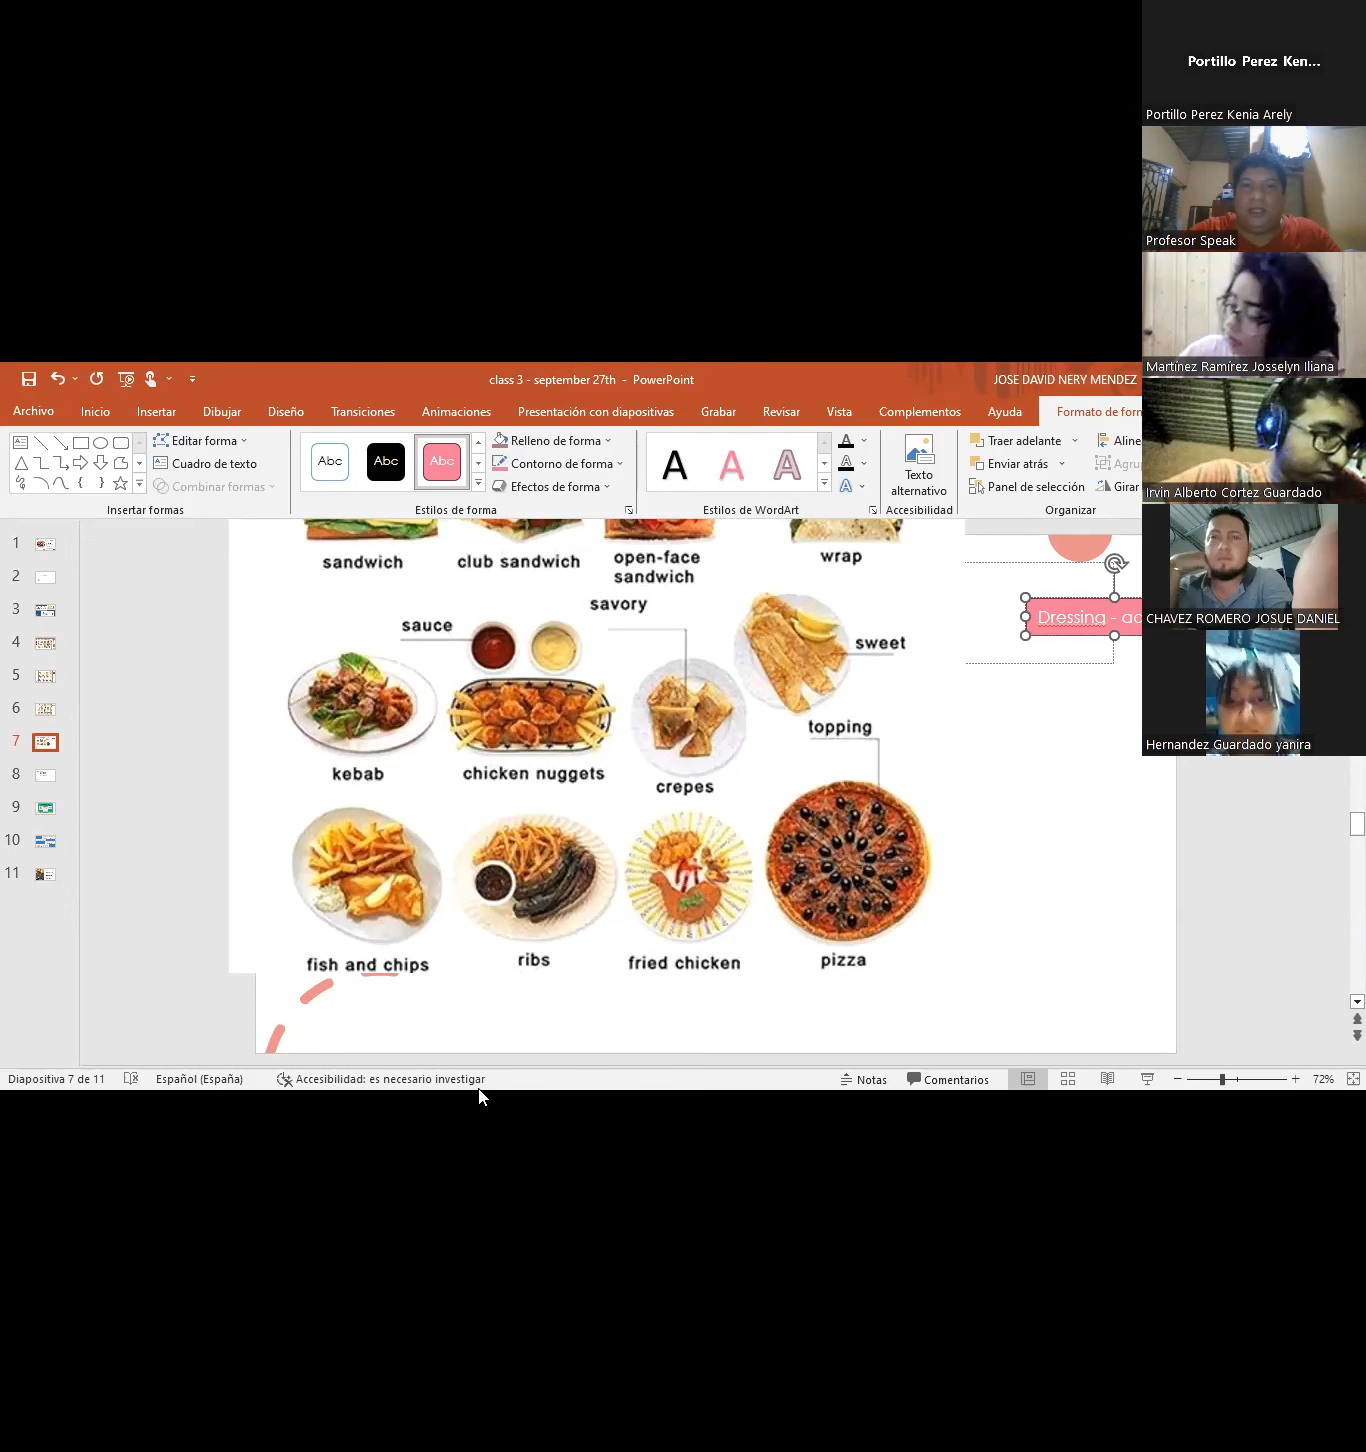 Portillo Perez Ken...
Portillo Perez Kenia Arely
Profesor Speak
Martínez Ramírez Josselyn Iliana
Irvin Alberto Cortez Guardado
CHAVEZ ROMERO JOSUE DANIEL
Hernandez Guardado yanira
class 3 - september 27th - PowerPoint
JOSE DAVID NERY MENDEZ
Archivo
Inicio
Insertar
Dibujar
Diseño
Transiciones
Animaciones
Presentación con diapositivas
Grabar
Revisar
Vista
Complementos
Ayuda
Formato de for
Editar forma
Cuadro de texto
Combinar formas
Insertar formas
Abc
Abc
Abc
Relleno de forma
Contorno de forma
Efectos de forma
Estilos de forma
A
A
A
Estilos de WordArt
Texto
alternativo
Accesibilidad
Traer adelante
Enviar atrás
Panel de selección
Aline
Agru
Girar
Organizar
1
2
3
4
5
6
7
8
9
10
11
sandwich
club sandwich
open-face
sandwich
wrap
savory
sauce
sweet
Dressing - ac
kebab
chicken nuggets
crepes
topping
fish and chips
ribs
fried chicken
pizza
Diapositiva 7 de 11
Español (España)
Accesibilidad: es necesario investigar
Notas
Comentarios
72%